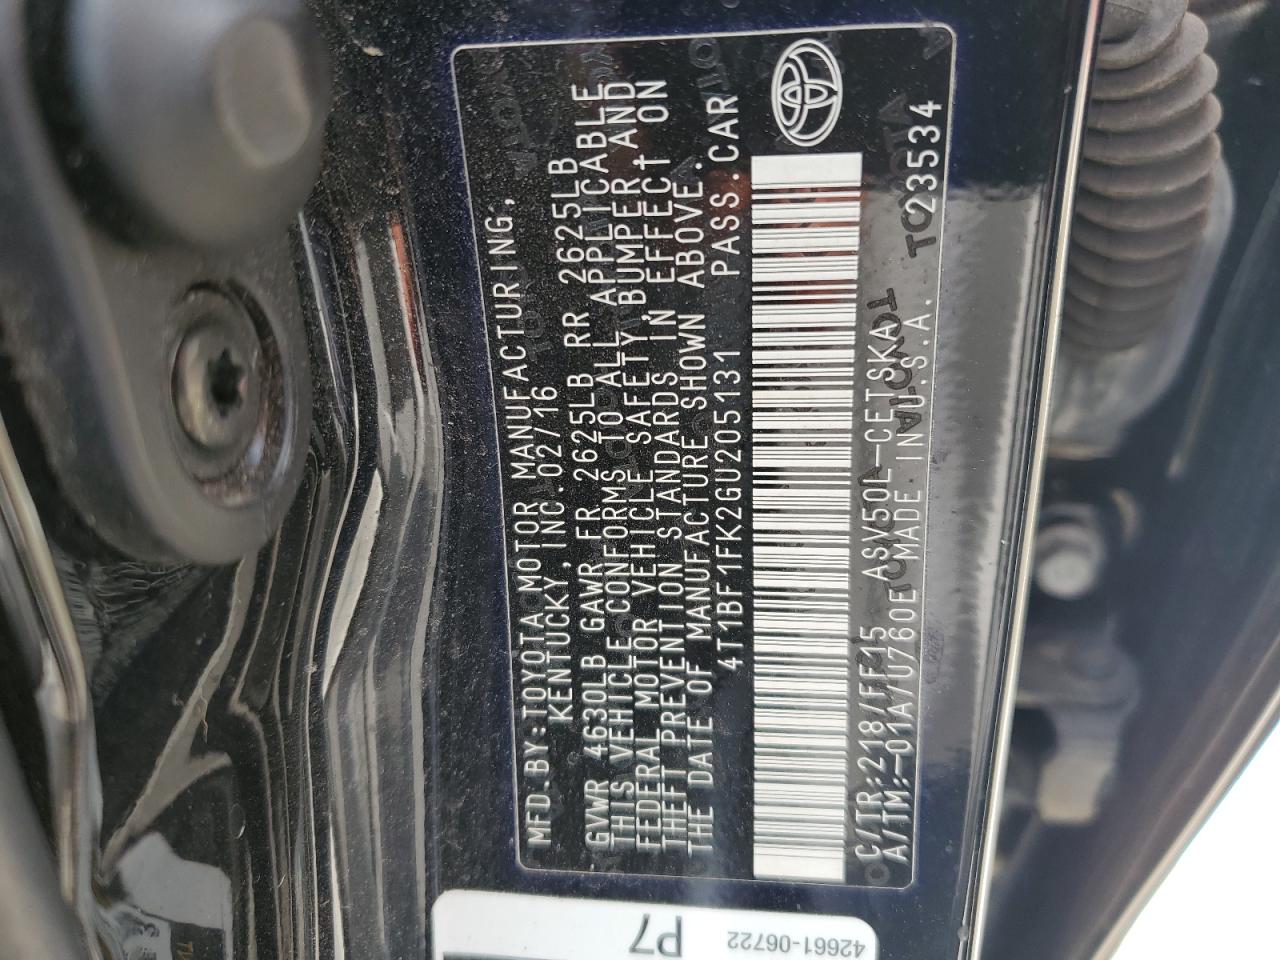 MFD.BY:TOYOTA MOTOR MANUFACTURING,
KENTUCKY, INC. 02/16
GVWR 4630LB GAWR FR 2625LB RR 2625LB
THIS VEHICLE CONFORMS TO ALL APPLICABLE
FEDERAL MOTOR VEHICLE SAFETY, BUMPER, AND
THEFT PREVENTION STANDARDS IN EFFECT ON
THE DATE OF MANUFACTURE SHOWN ABOVE.
4T1BF1FK2GU205131 PASS.CAR
C/TR:218/FF15 ASV50L-CETSKA
A/TM:-01A/U760E MADE IN U.S.A. 23534
P7
42661-06722